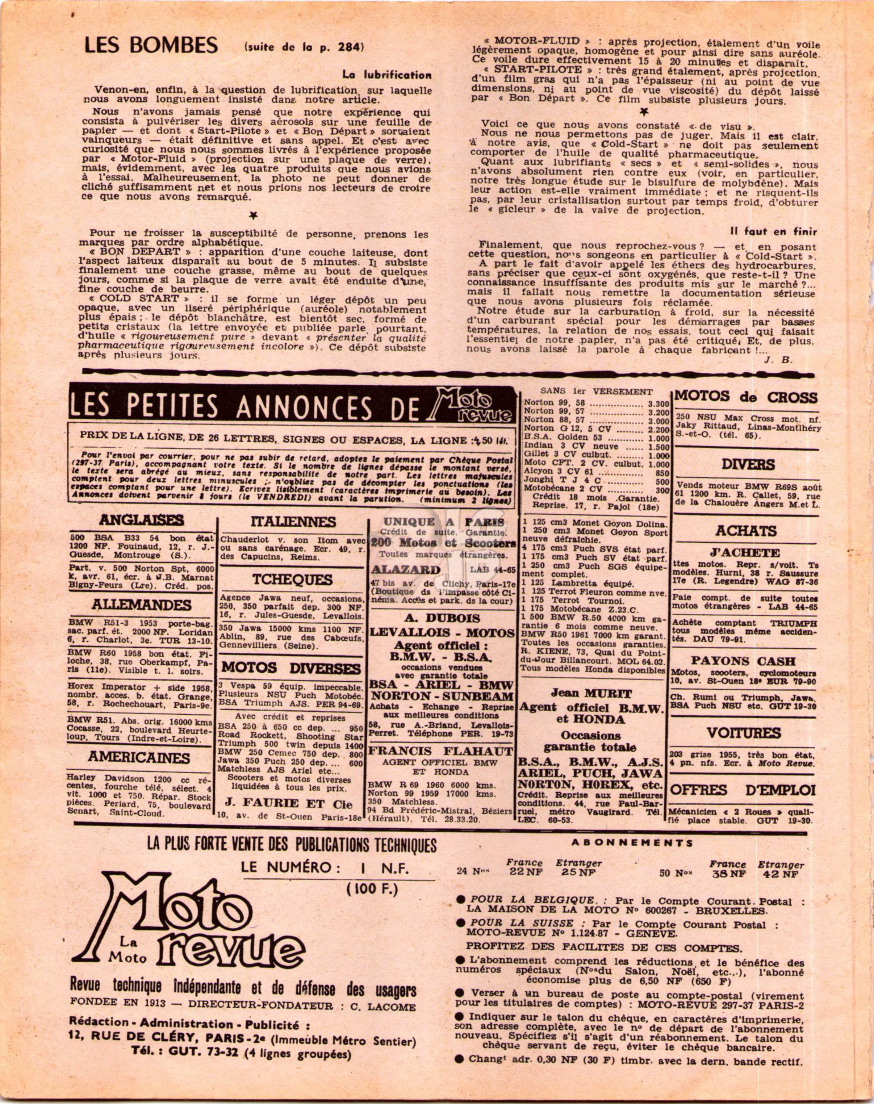 LES BOMBES (suite de la p. 284)
La lubrification
Venon-en, enfin, à la question de lubrification sur laquelle
nous avons longuement insisté dans notre article.
Nous n'avons jamais pensé que notre expérience qui
consista à pulvériser les divers aérosols sur une feuille de
papier — et dont « Start-Pilote » et « Bon Départ » sortaient
vainqueurs — était définitive et sans appel. Et c'est avec
curiosité que nous nous sommes livrés à l'expérience proposée
par « Motor-Fluid » (projection sur une plaque de verre),
mais, évidemment, avec les quatre produits que nous avions
à l'essai. Malheureusement, la photo ne peut donner de
cliché suffisamment net et nous prions nos lecteurs de croire
ce que nous avons remarqué.
★
Pour ne froisser la susceptibilté de personne, prenons les
marques par ordre alphabétique.
« BON DEPART » : apparition d'une couche laiteuse, dont
l'aspect laiteux disparaît au bout de 5 minutes. Il subsiste
finalement une couche grasse, même au bout de quelques
jours, comme si la plaque de verre avait été enduite d'une
fine couche de beurre.
« COLD START » : il se forme un léger dépôt un peu
opaque, avec un liseré périphérique (auréole) notablement
plus épais ; le dépôt blanchâtre, est bientôt sec, formé de
petits cristaux (la lettre envoyée et publiée parle, pourtant,
d'huile « rigoureusement pure » devant « présenter la qualité
pharmaceutique rigoureusement incolore »). Ce dépôt subsiste
après plusieurs jours.
« MOTOR-FLUID » : après projection, étalement d'un voile
légèrement opaque, homogène et pour ainsi dire sans auréole.
Ce voile dure effectivement 15 à 20 minutes et disparaît.
« START-PILOTE » : très grand étalement, après projection,
d'un film gras qui n'a pas l'épaisseur (ni au point de vue
dimensions, ni au point de vue viscosité) du dépôt laissé
par « Bon Départ ». Ce film subsiste plusieurs jours.
★
Voici ce que nous avons constaté « de visu ».
Nous ne nous permettons pas de juger. Mais il est clair,
à notre avis, que « Cold-Start » ne doit pas seulement
comporter de l'huile de qualité pharmaceutique.
Quant aux lubrifiants « secs » et « semi-solides », nous
n'avons absolument rien contre eux (voir, en particulier,
notre très longue étude sur le bisulfure de molybdène). Mais
leur action est-elle vraiment immédiate ; et ne risquent-ils
pas, par leur cristallisation surtout par temps froid, d'obturer
le « gicleur » de la valve de projection.
Il faut en finir
Finalement, que nous reprochez-vous ? — et en posant
cette question, nous songeons en particulier à « Cold-Start ».
A part le fait d'avoir appelé les éthers des hydrocarbures,
sans préciser que ceux-ci sont oxygénés, que reste-t-il ? Une
connaissance insuffisante des produits mis sur le marché ?...
mais il fallait nous remettre la documentation sérieuse
que nous avons plusieurs fois réclamée.
Notre étude sur la carburation à froid, sur la nécessité
d'un carburant spécial pour les démarrages par basses
températures, la relation de nos essais, tout ceci qui faisait
l'essentiel de notre papier, n'a pas été critiqué. Et, de plus,
nous avons laissé la parole à chaque fabricant !...
J. B.
LES PETITES ANNONCES DE Moto revue
PRIX DE LA LIGNE, DE 26 LETTRES, SIGNES OU ESPACES, LA LIGNE :
Pour l'envoi par courrier, pour ne pas subir de retard, adoptez le paiement par Chèque Postal
(297-37 Paris), accompagnant votre texte. Si le nombre de lignes dépasse le montant versé,
le texte sera abrégé au mieux, sans responsabilité de notre part. Les lettres majuscules
comptent pour deux lettres minuscules ; n'oubliez pas de décompter les ponctuations (les
espaces comptant pour une lettre). Ecrivez lisiblement (caractères imprimerie au besoin). Les
Annonces doivent parvenir 8 jours (le VENDREDI) avant la parution. (minimum 2 lignes)
ANGLAISES
500 BSA B33 54 bon état
1200 NF. Fouinaud, 12, r. J.-
Guesde, Montrouge (S.).
Part. v. 500 Norton Spt, 6000
k, avr. 61, écr. à J.B. Marnat
Bigny-Feurs (Lre). Créd. pos.
ALLEMANDES
BMW R51-3 1953 porte-bag.
sac. parf. ét. 2000 NF. Loridan
6, r. Charlot, 3e. TUR 13-10.
BMW R60 1958 bon état. Fi-
loche, 38, rue Oberkampf, Pa-
ris (11e). Visible t. l. soirs.
Horex Imperator + side 1958,
nombr. acces. b. état. Grange,
58, r. Rochechouart, Paris-9e.
BMW R51. Abs. orig. 16000 kms
Cocasse, 22, boulevard Heurte-
loup, Tours (Indre-et-Loire).
AMERICAINES
Harley Davidson 1200 cc ré-
centes, fourche télé, sélect. 4
vit. 1000 et 750. Répar. Stock
pièces. Periard, 75, boulevard
Senart, Saint-Cloud.
ITALIENNES
Chauderlot v. son Itom avec
ou sans carénage. Ecr. 49, r.
des Capucins, Reims.
TCHEQUES
Agence Jawa neuf, occasions,
250, 350 parfait dep. 300 NF.
16, r. Jules-Guesde, Levallois.
350 Jawa 15000 kms 1100 NF.
Ablin, 89, rue des Cabœufs,
Gennevilliers (Seine).
MOTOS DIVERSES
3 Vespa 59 équip. impeccable.
Plusieurs NSU Puch Motobéc.
BSA Triumph AJS. PER 94-69.
Avec crédit et reprises
BSA 250 à 650 cc dep. ... 950
Road Rockett, Shooting Star
Triumph 500 twin depuis 1400
BMW 250 Cemec 750 dep. 800
Jawa 350 Puch 250 dep. ... 600
Matchless AJS Ariel etc...
Scooters et motos diverses
liquidées à tous les prix.
J. FAURIE ET Cie
10, av. de St-Ouen Paris-18e
UNIQUE A PARIS
Crédit de suite. Garantie.
200 Motos et Scooters
Toutes marques étrangères.
ALAZARD LAB 44-65
47 bis av. de Clichy, Paris-17e
(Boutique ds l'impasse côté Ci-
néma. Accès et park. ds la cour)
A. DUBOIS
LEVALLOIS - MOTOS
Agent officiel :
B.M.W. - B.S.A.
occasions vendues
avec garantie totale
BSA - ARIEL - BMW
NORTON - SUNBEAM
Achats - Echange - Reprise
aux meilleures conditions
58, rue A.-Briand, Levallois-
Perret. Téléphone PER. 19-73
FRANCIS FLAHAUT
AGENT OFFICIEL BMW
ET HONDA
BMW R 69 1960 6000 kms.
Norton 99 1959 17000 kms.
350 Matchless.
94 Bd Frédéric-Mistral, Béziers
(Hérault). Tél. 28.33.20.
SANS 1er VERSEMENT
Norton 99, 58 ............ 3.300
Norton 99, 57 ............ 3.200
Norton 88, 57 ............ 3.000
Norton G 12, 5 CV ........ 2.200
B.S.A. Golden 53 ......... 1.000
Indian 3 CV neuve ........ 1.500
Gillet 3 CV culbut. ...... 1.000
Moto CPT. 2 CV. culbut. 1.000
Alcyon 3 CV 61 ........... 850
Jonghi T J 4 C ........... 500
Motobécane 2 CV .......... 300
Crédit 18 mois .Garantie.
Reprise. 17, r. Pajol (18e)
1 125 cm3 Monet Goyon Dolina.
1 250 cm3 Monet Goyon Sport
neuve défraîchie.
4 175 cm3 Puch SVS état parf.
1 175 cm3 Puch SV état parf.
1 250 cm3 Puch SGS équipe-
ment complet.
1 125 Lambretta équipé.
1 125 Terrot Fleuron comme nve.
1 175 Terrot Tournoi.
1 175 Motobécane Z.23.C.
1 500 BMW R.50 4000 km ga-
rantie 6 mois comme neuve.
BMW R50 1961 7000 km garant.
Toutes les occasions garanties.
R. KIENE, 73, Quai du Point-
du-Jour Billancourt. MOL 64.02.
Tous modèles Honda disponibles
Jean MURIT
Agent officiel B.M.W.
et HONDA
Occasions
garantie totale
B.S.A., B.M.W., A.J.S.
ARIEL, PUCH, JAWA
NORTON, HOREX, etc.
Crédit. Reprise aux meilleures
conditions. 44, rue Paul-Bar-
ruel, métro Vaugirard. Tél.
LEC. 60-53.
MOTOS de CROSS
250 NSU Max Cross mot. nf.
Jaky Rittaud, Linas-Montlhéry
S.-et-O. (tél. 65).
DIVERS
Vends moteur BMW R69S août
61 1200 km. R. Callet, 59, rue
de la Chalouère Angers M.et L.
ACHATS
J'ACHETE
ttes motos. Repr. s/voit. Ts
modèles. Hurni, 38 r. Saussure
17e (R. Legendre) WAG 87-36
Paie compt. de suite toutes
motos étrangères - LAB 44-65
Achète comptant TRIUMPH
tous modèles même acciden-
tés. DAU 79-91.
PAYONS CASH
Motos, scooters, cyclomoteurs
10, av. St-Ouen 18e EUR 79-90
Ch. Rumi ou Triumph, Jawa,
BSA Puch NSU etc. GUT 19-30
VOITURES
203 grise 1955, très bon état,
4 pn. nfs. Ecr. à Moto Revue.
OFFRES D'EMPLOI
Mécanicien « 2 Roues » quali-
fié place stable. GUT 19-30.
LA PLUS FORTE VENTE DES PUBLICATIONS TECHNIQUES
LE NUMÉRO : 1 N.F.
(100 F.)
Moto revue
La Moto
Revue technique indépendante et de défense des usagers
FONDEE EN 1913 — DIRECTEUR-FONDATEUR : C. LACOME
Rédaction - Administration - Publicité :
12, RUE DE CLÉRY, PARIS-2e (Immeuble Métro Sentier)
Tél. : GUT. 73-32 (4 lignes groupées)
ABONNEMENTS
France Etranger France Etranger
24 Nos 22 NF 25 NF 50 Nos 38 NF 42 NF
● POUR LA BELGIQUE : Par le Compte Courant Postal :
LA MAISON DE LA MOTO N° 600267 - BRUXELLES.
● POUR LA SUISSE : Par le Compte Courant Postal :
MOTO-REVUE N° 1.124.87 - GENEVE.
PROFITEZ DES FACILITES DE CES COMPTES.
● L'abonnement comprend les réductions et le bénéfice des
numéros spéciaux (Nos du Salon, Noël, etc...), l'abonné
économise plus de 6,50 NF (650 F)
● Verser à un bureau de poste au compte-postal (virement
pour les titulaires de comptes) : MOTO-REVUE 297-37 PARIS-2
● Indiquer sur le talon du chèque, en caractères d'imprimerie,
son adresse complète, avec le n° de départ de l'abonnement
nouveau. Spécifiez s'il s'agit d'un réabonnement. Le talon du
chèque servant de reçu, éviter le chèque bancaire.
● Changt adr. 0,30 NF (30 F) timbr. avec la dern. bande rectif.